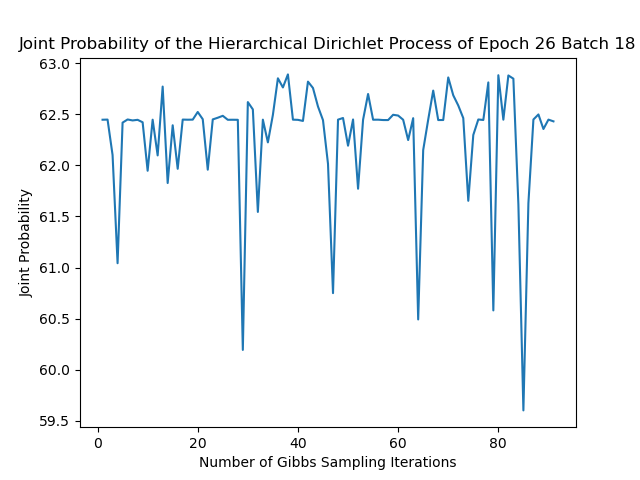 Joint Probability of the Hierarchical Dirichlet Process of Epoch 26 Batch 18
63.0
62.5
62.0
61.5
61.0
60.5
60.0
59.5
Joint Probability
0 20 40 60 80
Number of Gibbs Sampling Iterations